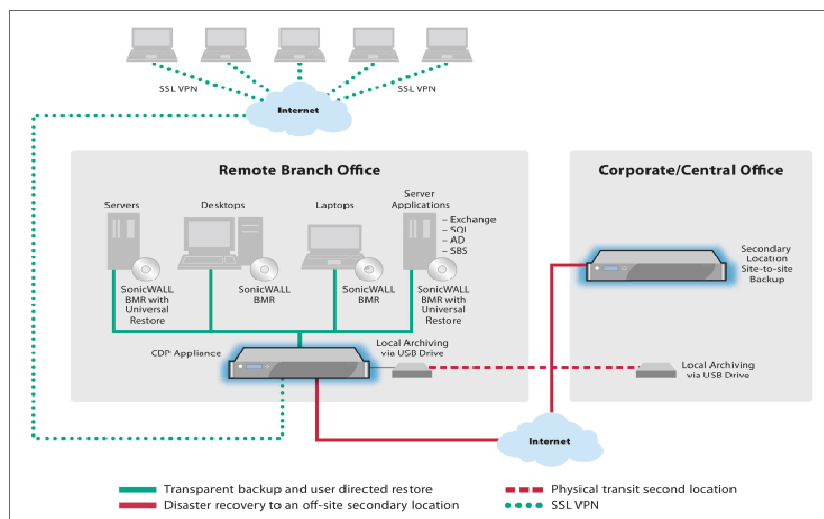 SSL VPN
SSL VPN
Internet
Remote Branch Office
Corporate/Central Office
Servers
Desktops
Laptops
Server
Applications
– Exchange
– SQL
– AD
– SBS
SonicWALL
BMR with
Universal
Restore
SonicWALL
BMR
SonicWALL
BMR
SonicWALL
BMR with
Universal
Restore
Secondary
Location
Site-to-site
Backup
CDP Appliance
Local Archiving
via USB Drive
Local Archiving
via USB Drive
Internet
Transparent backup and user directed restore
Disaster recovery to an off-site secondary location
Physical transit second location
SSL VPN